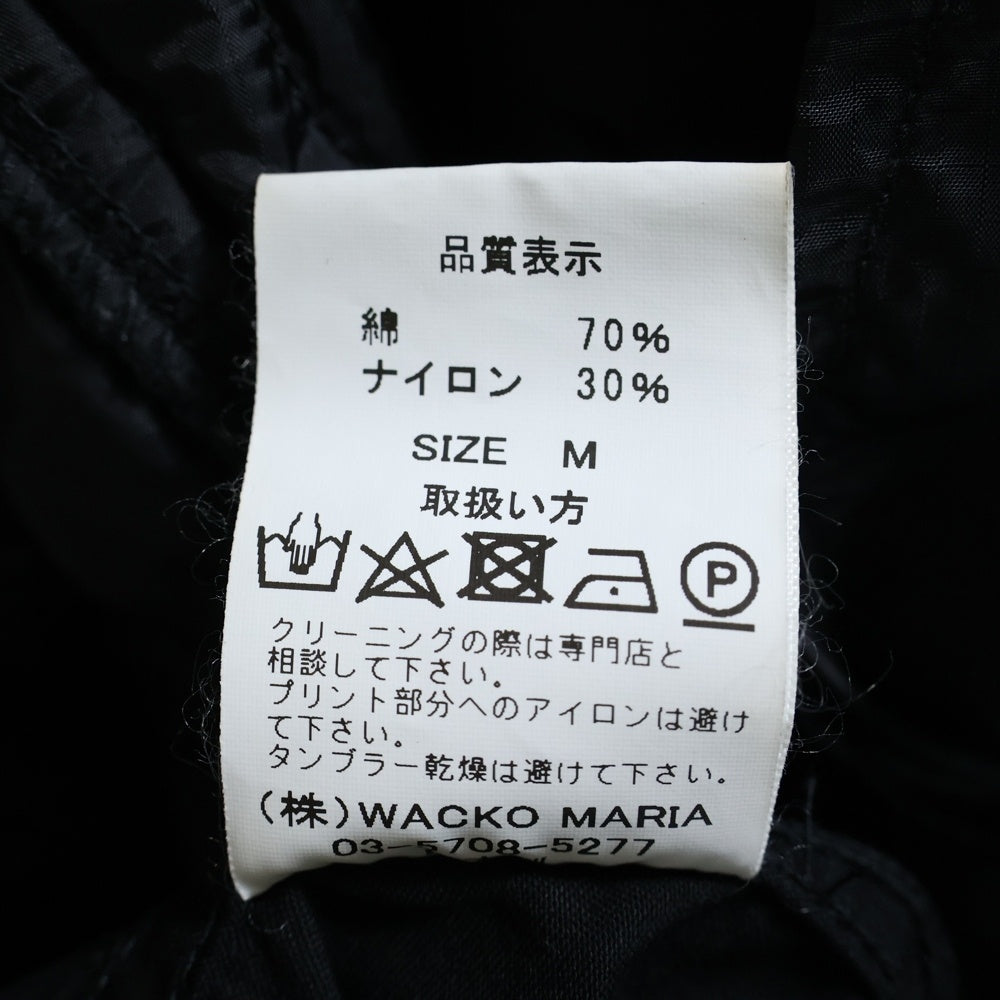 品質表示
綿 70%
ナイロン 30%
SIZE M
取扱い方
P
クリーニングの際は専門店と
相談して下さい。
プリント部分へのアイロンは避け
て下さい。
タンブラー乾燥は避けて下さい。
(株)WACKO MARIA
03-5708-5277